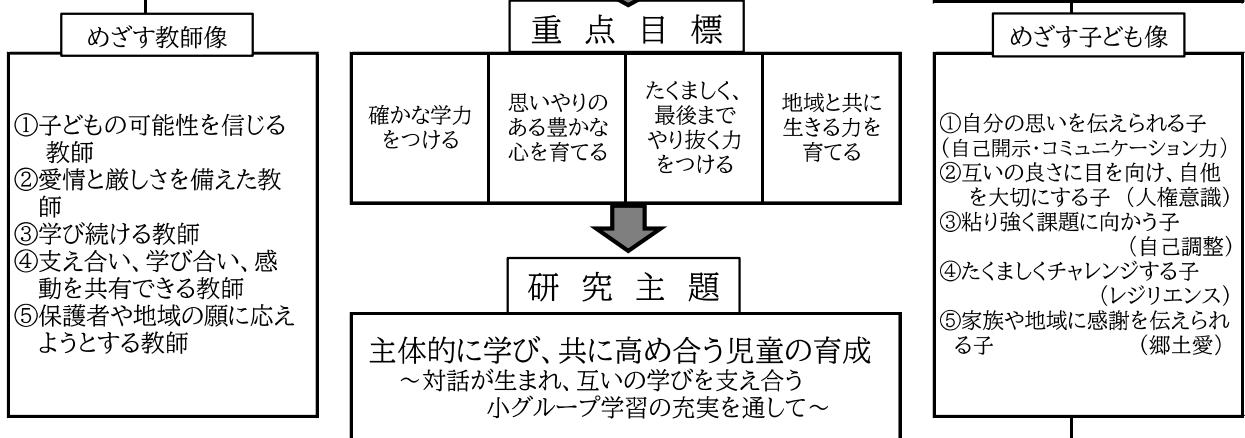 めざす教師像
①子どもの可能性を信じる
教師
②愛情と厳しさを備えた教
師
③学び続ける教師
④支え合い、学び合い、感
動を共有できる教師
⑤保護者や地域の願に応え
ようとする教師
重点目標
確かな学力
をつける
思いやりの
ある豊かな
心を育てる
たくましく、
最後まで
やり抜く力
をつける
地域と共に
生きる力を
育てる
研究主題
主体的に学び、共に高め合う児童の育成
～対話が生まれ、互いの学びを支え合う
小グループ学習の充実を通して～
めざす子ども像
①自分の思いを伝えられる子
(自己開示・コミュニケーション力)
②互いの良さに目を向け、自他
を大切にする子 (人権意識)
③粘り強く課題に向かう子
(自己調整)
④たくましくチャレンジする子
(レジリエンス)
⑤家族や地域に感謝を伝えられ
る子 (郷土愛)